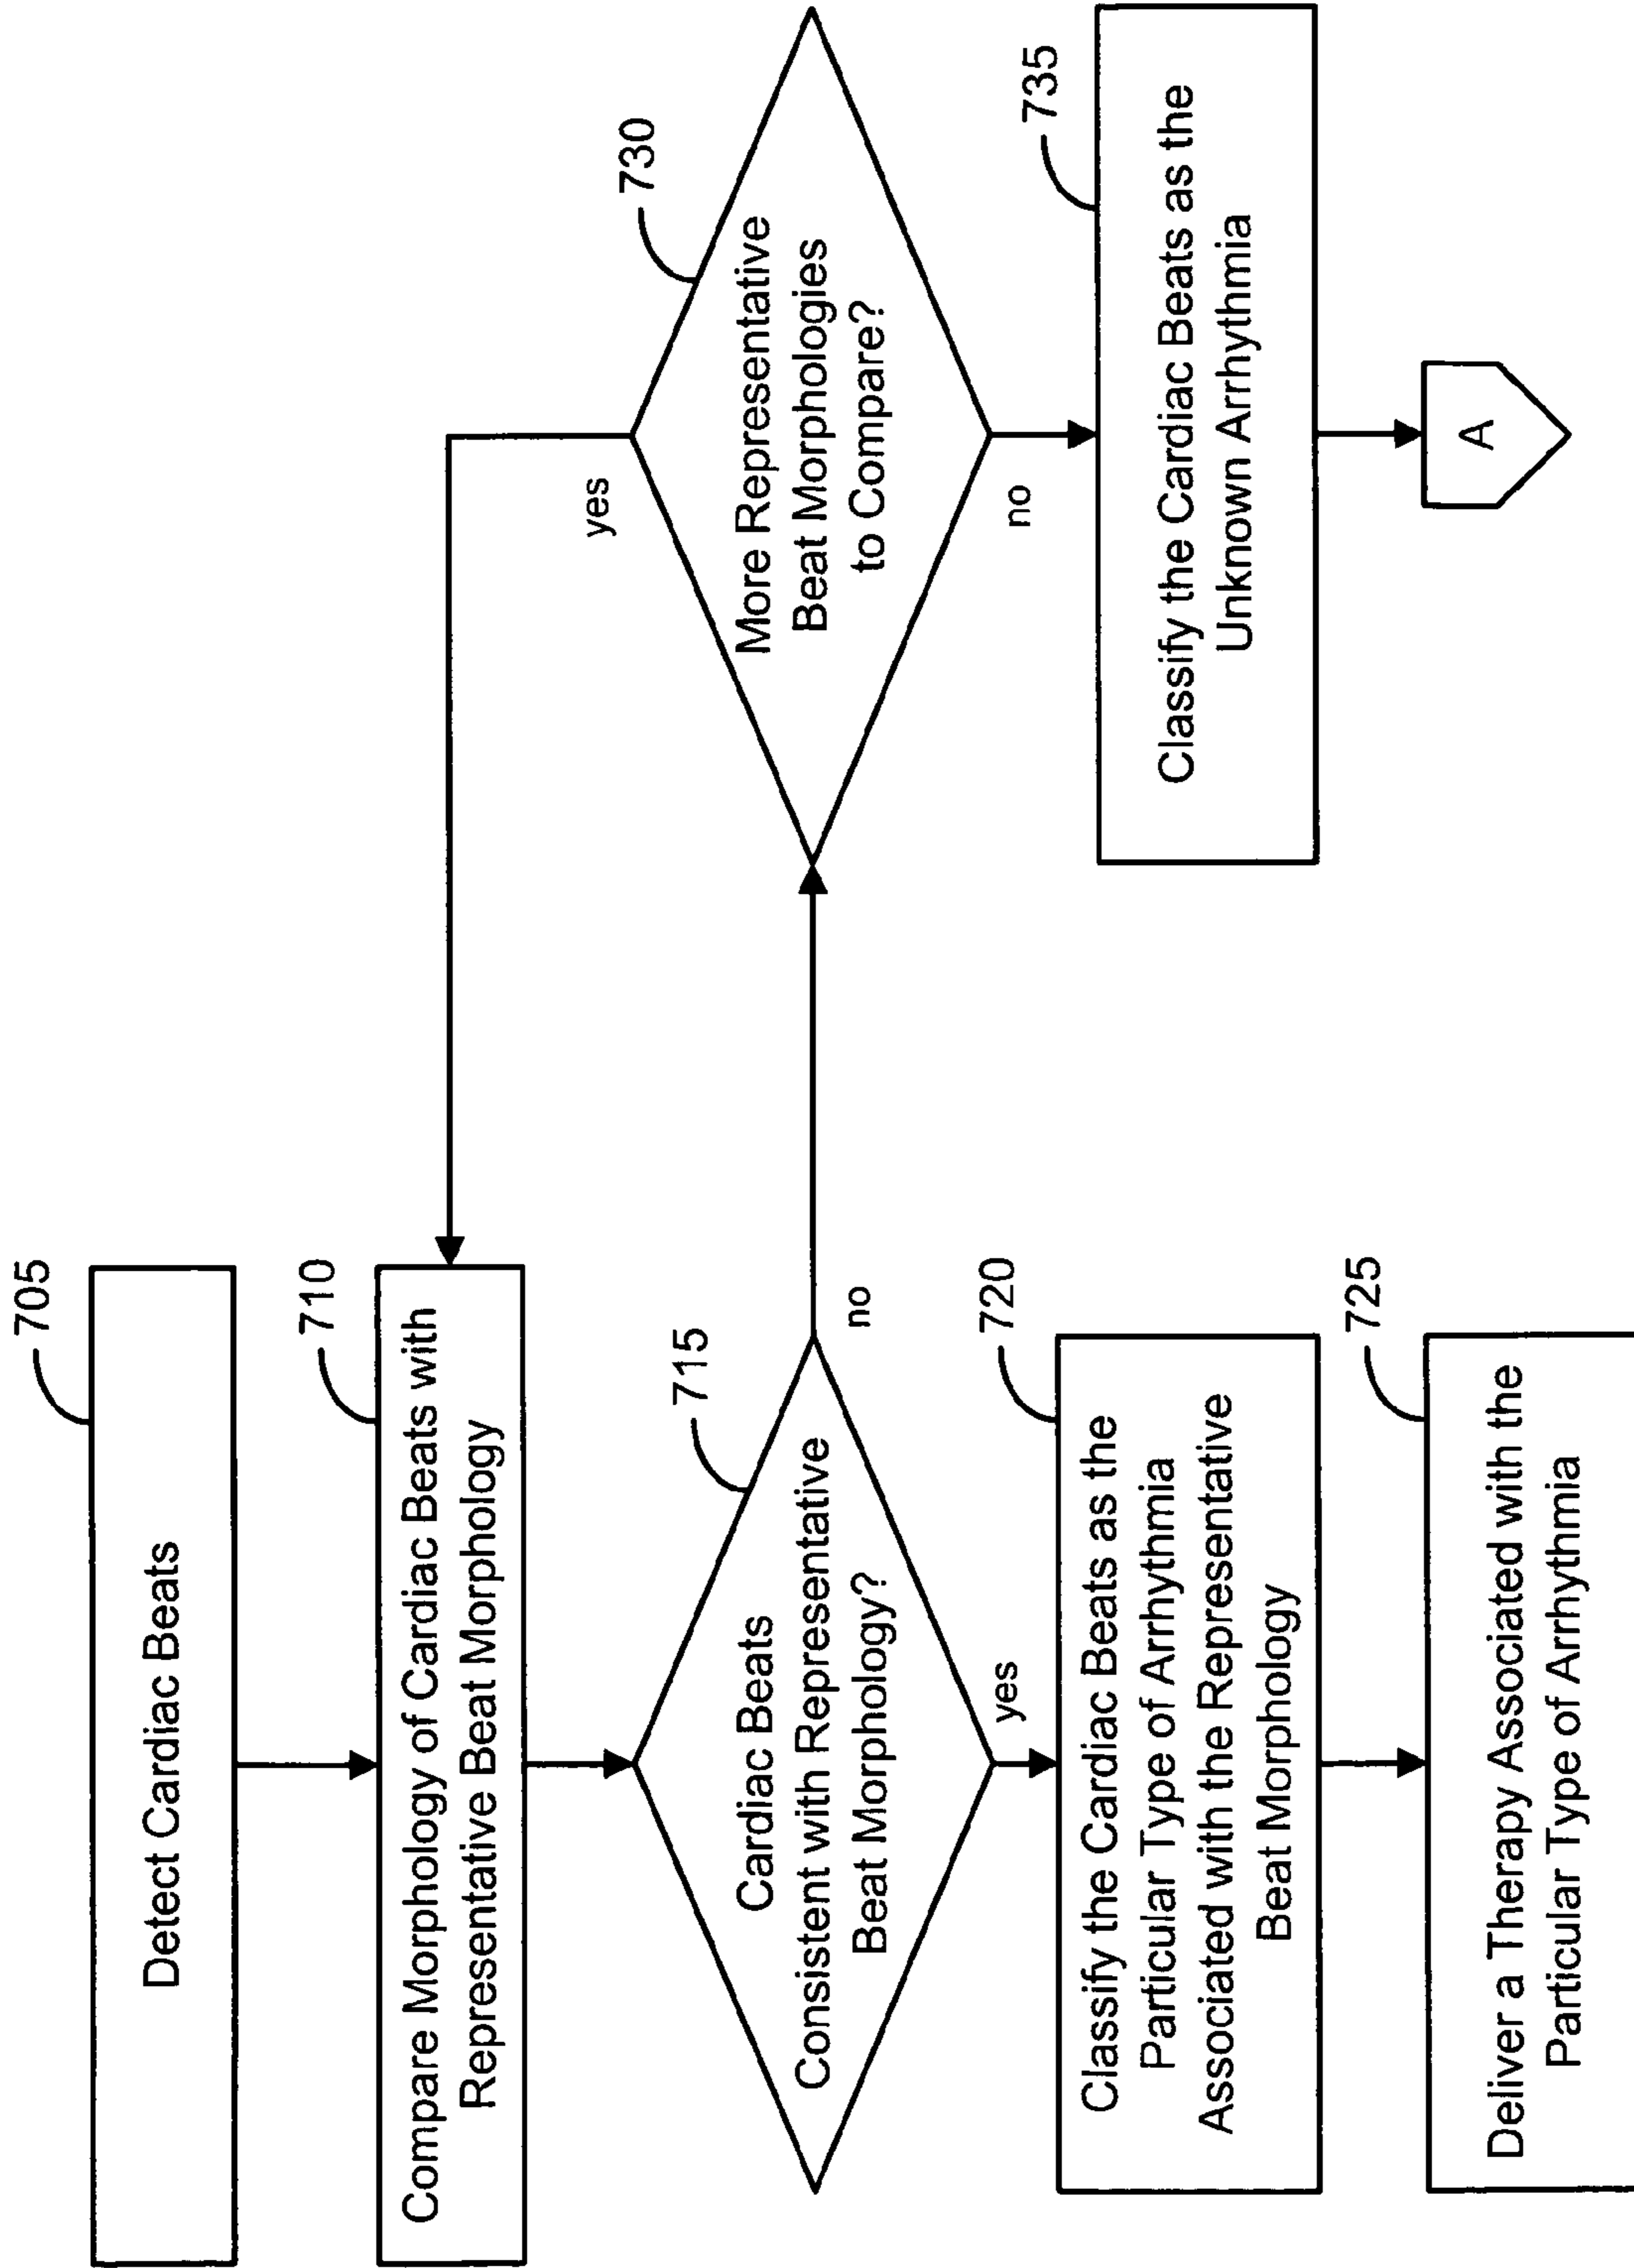 705
Detect Cardiac Beats
710
Compare Morphology of Cardiac Beats with
Representative Beat Morphology
715
Cardiac Beats
Consistent with Representative
Beat Morphology?
no
yes
720
Classify the Cardiac Beats as the
Particular Type of Arrhythmia
Associated with the Representative
Beat Morphology
725
Deliver a Therapy Associated with the
Particular Type of Arrhythmia
730
More Representative
Beat Morphologies
to Compare?
yes
no
735
Classify the Cardiac Beats as the
Unknown Arrhythmia
A